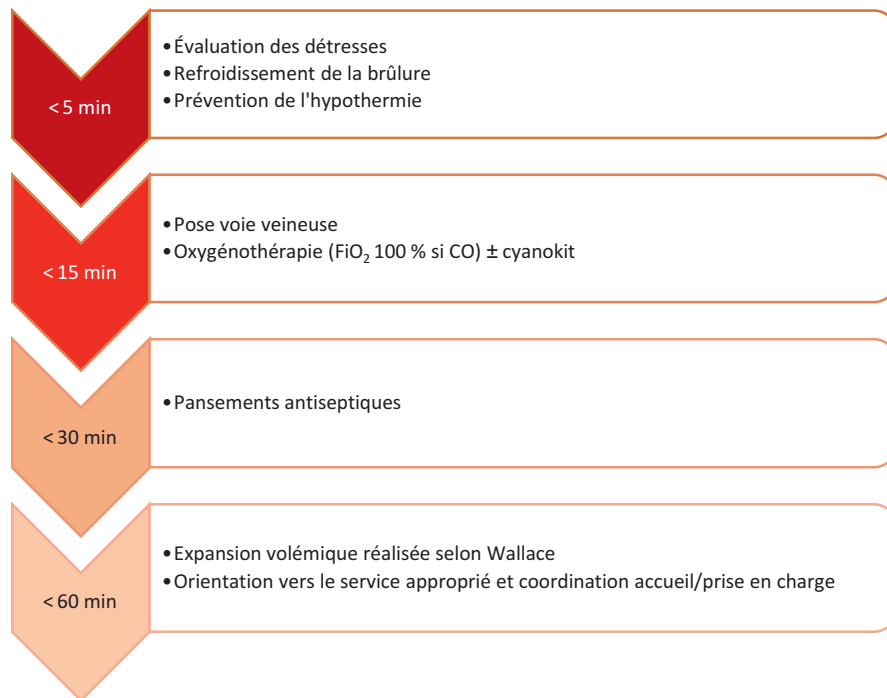 < 5 min
•Évaluation des détresses
•Refroidissement de la brûlure
•Prévention de l'hypothermie
< 15 min
•Pose voie veineuse
•Oxygénothérapie (FiO₂ 100 % si CO) ± cyanokit
< 30 min
•Pansements antiseptiques
< 60 min
•Expansion volémique réalisée selon Wallace
•Orientation vers le service approprié et coordination accueil/prise en charge